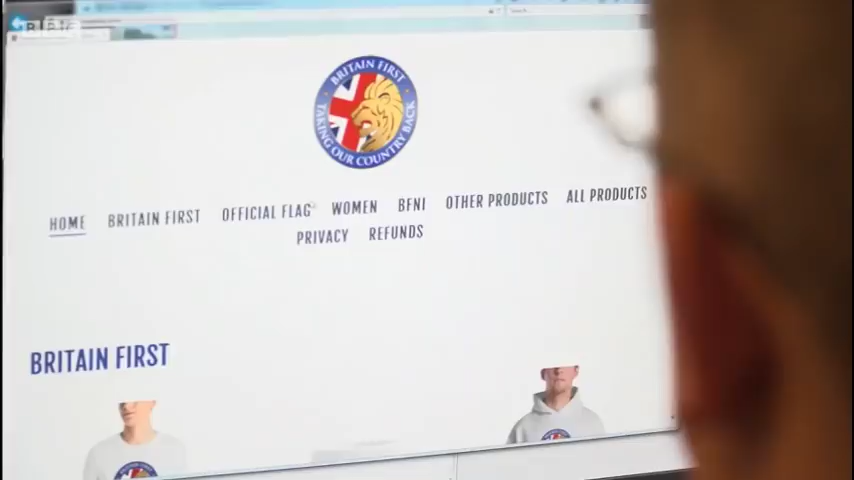 BBC
BRITAIN FIRST
TAKING OUR COUNTRY BACK
HOME BRITAIN FIRST OFFICIAL FLAG WOMEN BFNI OTHER PRODUCTS ALL PRODUCTS
PRIVACY REFUNDS
BRITAIN FIRST